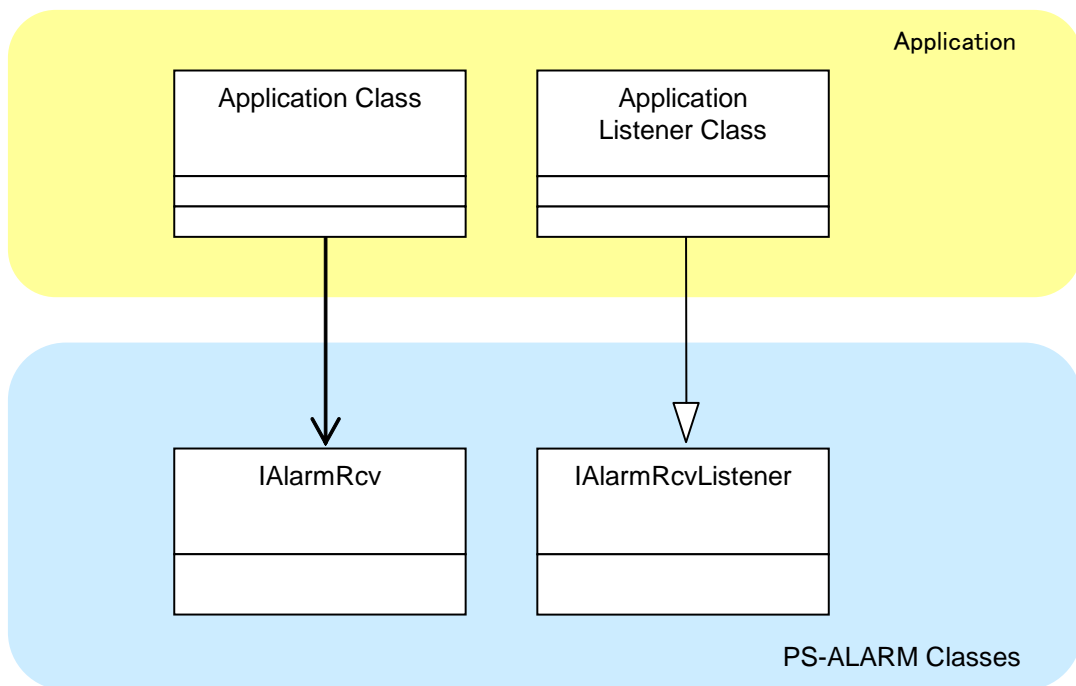 Application
Application Class
Application
Listener Class
IAlarmRcv
IAlarmRcvListener
PS-ALARM Classes